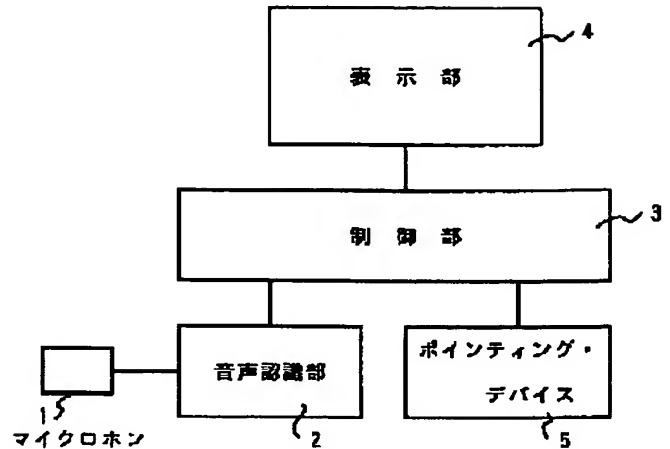 4
表示部
3
制御部
音声認識部
ポインティング・
デバイス
1
マイクロホン
2
5